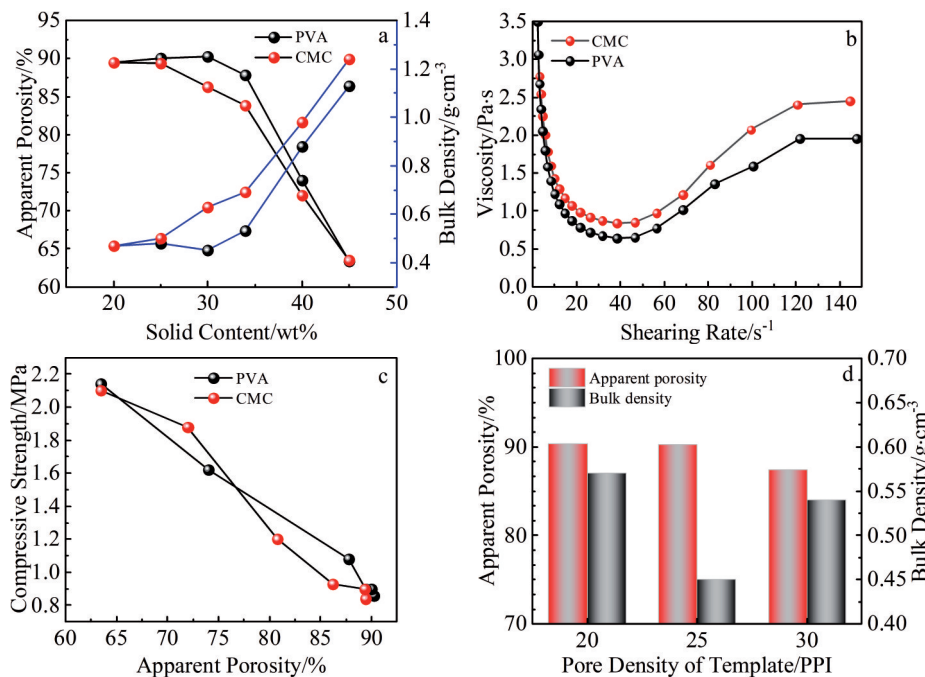 a
PVA
CMC
95
90
85
80
75
70
65
60
Apparent Porosity/%
1.4
1.2
1.0
0.8
0.6
0.4
Bulk Density/g·cm⁻³
20
30
40
50
Solid Content/wt%
b
CMC
PVA
3.5
3.0
2.5
2.0
1.5
1.0
0.5
0.0
Viscosity/Pa·s
0
20
40
60
80
100
120
140
Shearing Rate/s⁻¹
c
PVA
CMC
2.2
2.0
1.8
1.6
1.4
1.2
1.0
0.8
Compressive Strength/MPa
60
65
70
75
80
85
90
Apparent Porosity/%
d
Apparent porosity
Bulk density
100
90
80
70
Apparent Porosity/%
0.70
0.65
0.60
0.55
0.50
0.45
0.40
Bulk Density/g·cm⁻³
20
25
30
Pore Density of Template/PPI